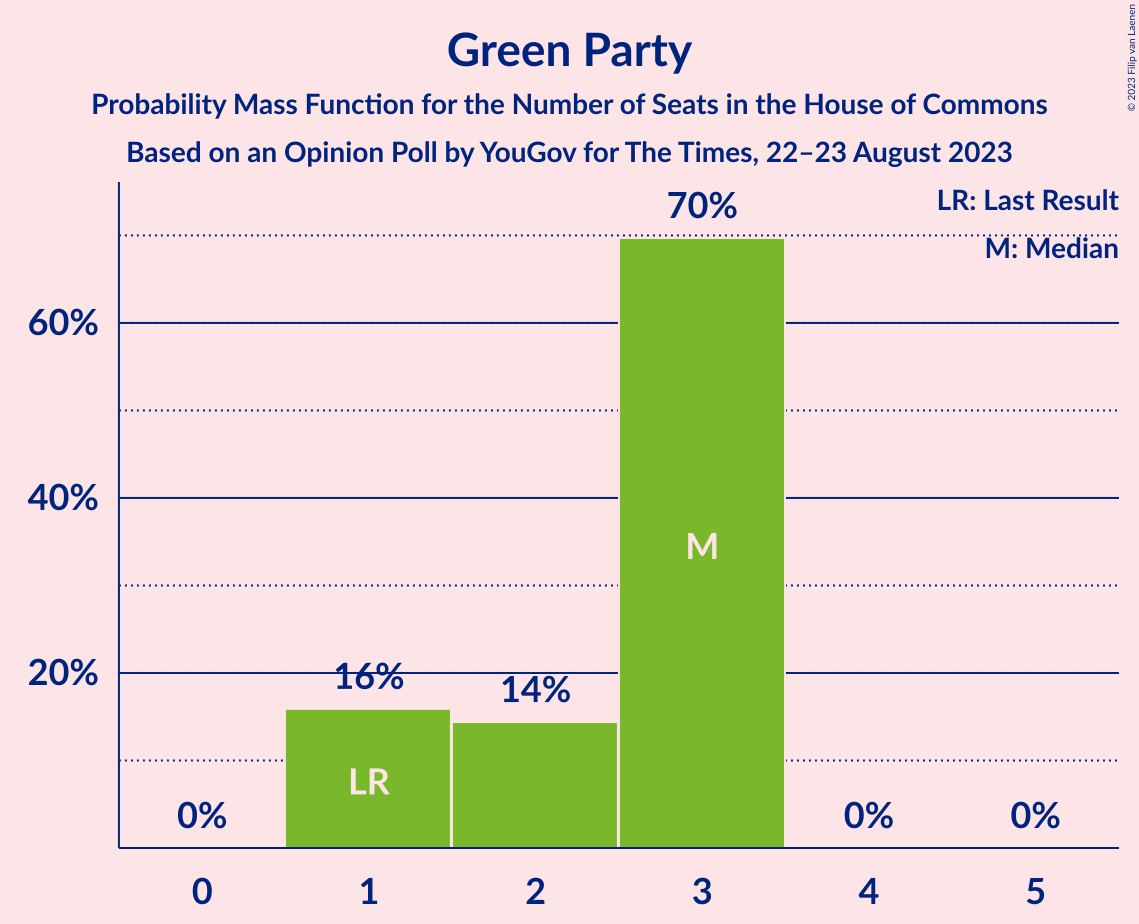 Green Party
Probability Mass Function for the Number of Seats in the House of Commons
Based on an Opinion Poll by YouGov for The Times, 22–23 August 2023
© 2023 Filip van Laenen
LR: Last Result
M: Median
70%
60%
40%
20%
M
16%
14%
LR
0%
0%
0%
0 1 2 3 4 5